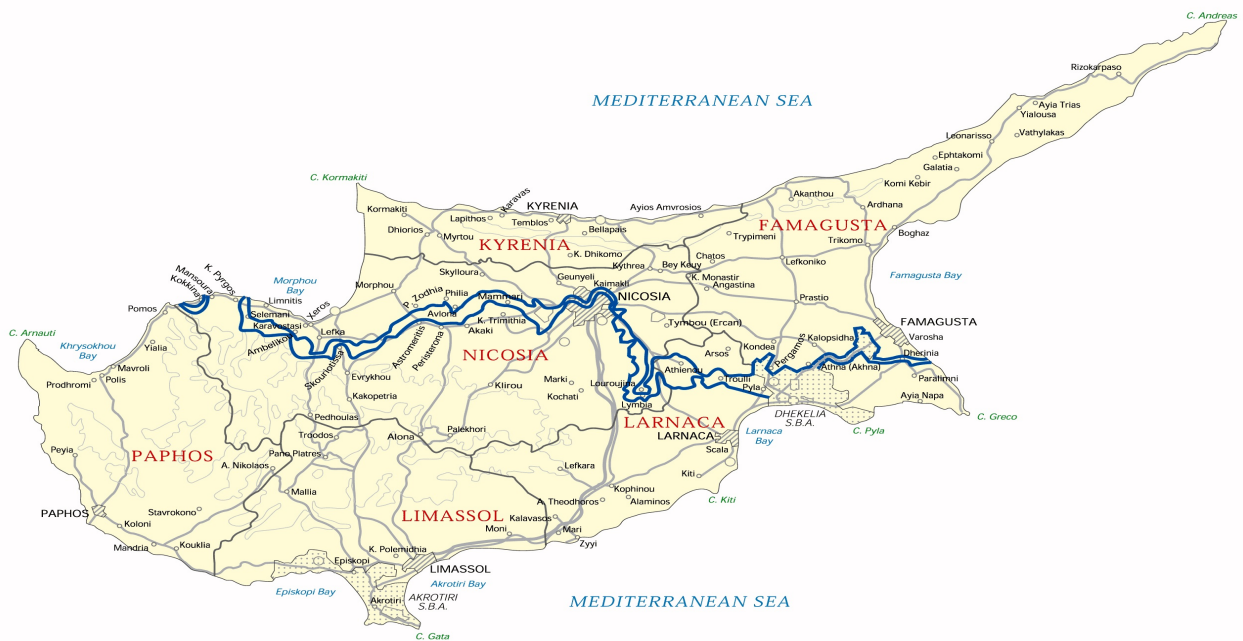 C. Andreas
Rizokarpaso
MEDITERRANEAN SEA
Ayia Trias
Yialousa
Vathylakas
Leonarisso
Ephtakomi
Galatia
Komi Kebir
C. Kormakiti
Akanthou
Ardhana
Kormakiti
Lapithos
Karavas
KYRENIA
Temblos
Ayios Amvrosios
Bellapais
FAMAGUSTA
Boghaz
Dhiorios
Myrtou
KYRENIA
Trypimeni
Trikomo
K. Dhikomo
Chatos
Lefkoniko
Skylloura
Geunyeli
Kythrea
Bey Keuy
K. Monastir
Angastina
Famagusta Bay
Mansoura
Kokkina
K. Pyrgos
Morphou
Bay
Morphou
P. Zodhia
Philia
Mammari
Kaimakli
NICOSIA
Prastio
Pomos
Limnitis
Selemani
Xeros
Karavostasi
Avlona
K. Trimithia
Tymbou (Ercan)
FAMAGUSTA
Varosha
C. Arnauti
Khrysokhou
Bay
Yialia
Ambelikou
Lefka
Skouriotissa
Astromeritis
Peristerona
Akaki
NICOSIA
Arsos
Kondea
Pergamos
Kalopsidha
Dherinia
Mavroli
Prodhromi
Polis
Evrykhou
Athienou
Athna (Akhna)
Troulli
Pyla
Paralimni
Klirou
Marki
Kochati
Louroujina
Lymbia
Kakopetria
Ayia Napa
DHEKELIA
S.B.A.
C. Greco
Pedhoulas
LARNACA
LARNACA
Larnaca
Bay
C. Pyla
Troodos
Alona
Palekhori
Peyia
PAPHOS
A. Nikolaos
Pano Platres
Scala
Lefkara
Kiti
C. Kiti
Mallia
Kophinou
Alaminos
A. Theodhoros
PAPHOS
Stavrokono
Koloni
LIMASSOL
Moni
Kalavasos
Mari
Zyyi
Mandria
Kouklia
K. Polemidhia
Episkopi
LIMASSOL
Episkopi Bay
Akrotiri Bay
Akrotiri
AKROTIRI
S.B.A.
MEDITERRANEAN SEA
C. Gata